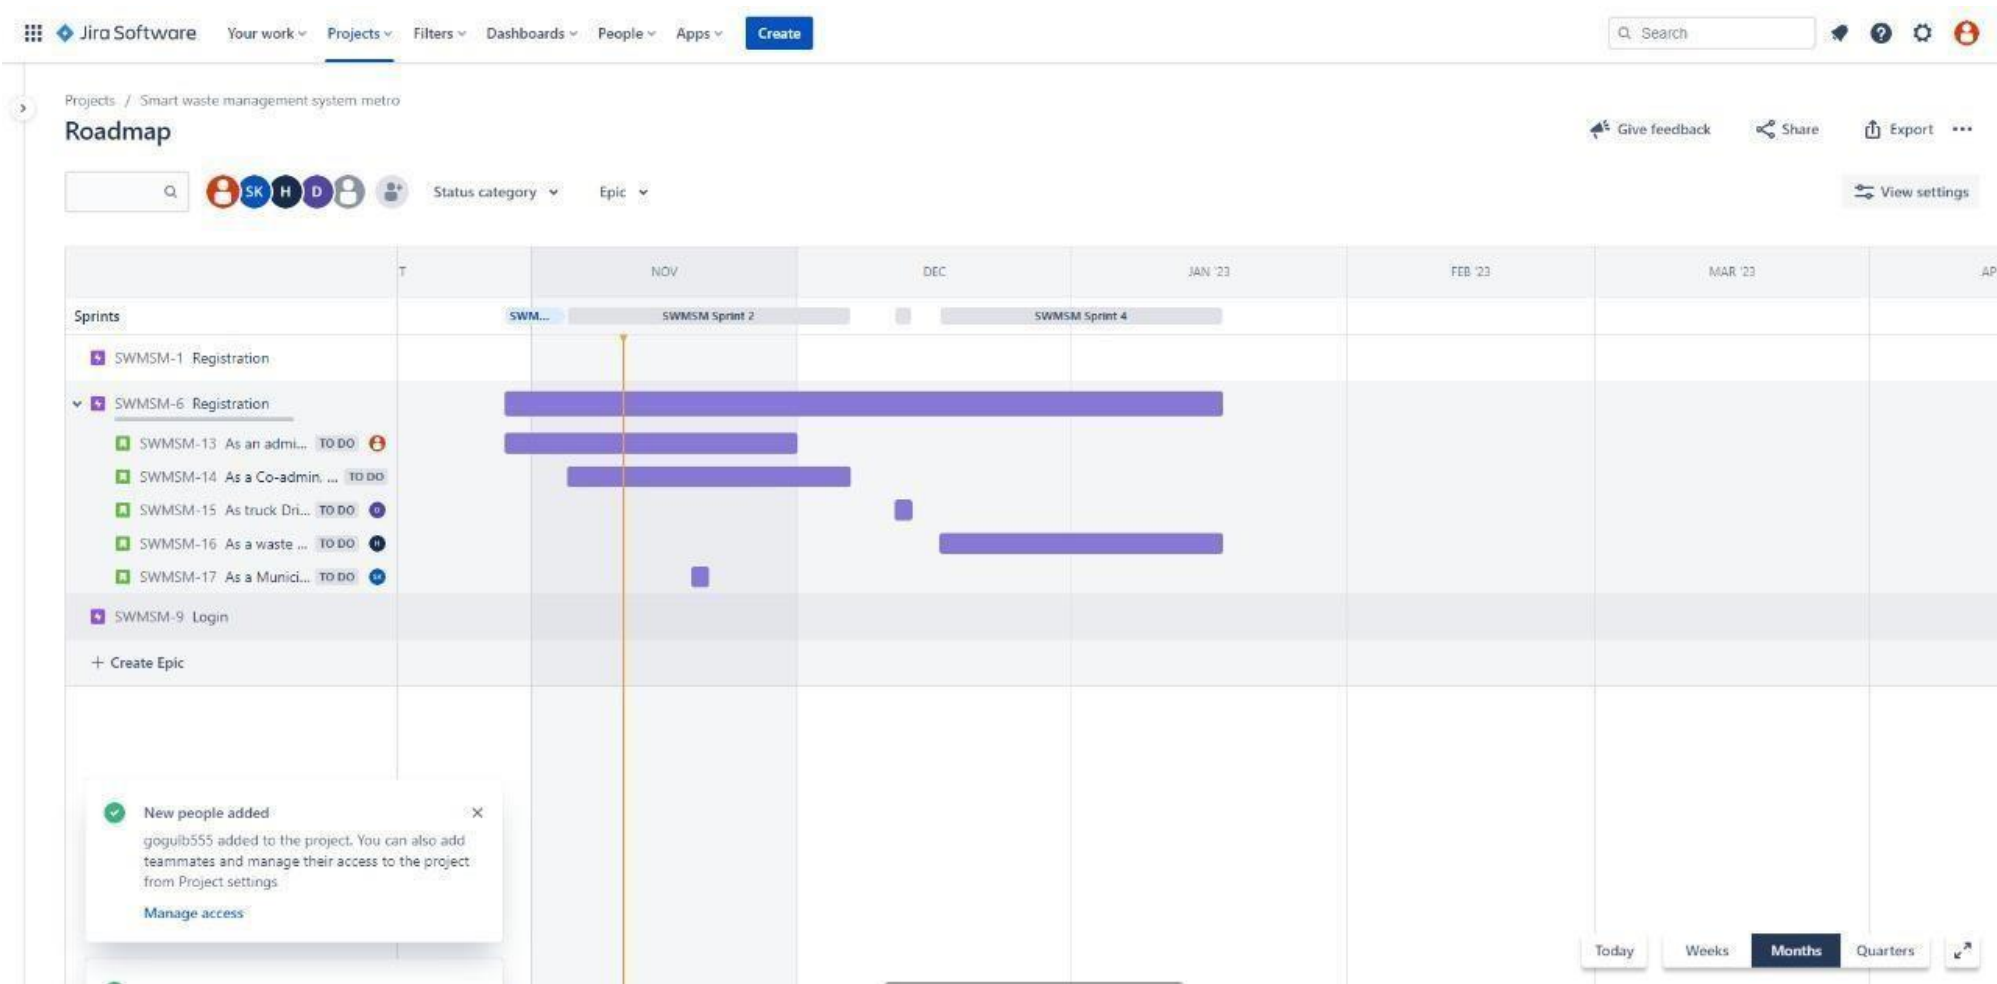 Jira Software Your work Projects Filters Dashboards People Apps Create Search
Projects / Smart waste management system metro
Roadmap
Give feedback Share Export
SK H D Status category Epic View settings
T NOV DEC JAN '23 FEB '23 MAR '23 AP
Sprints SWM... SWMSM Sprint 2 SWMSM Sprint 4
SWMSM-1 Registration
SWMSM-6 Registration
SWMSM-13 As an admi... TO DO
SWMSM-14 As a Co-admin, ... TO DO
SWMSM-15 As truck Dri... TO DO D
SWMSM-16 As a waste ... TO DO H
SWMSM-17 As a Munici... TO DO SK
SWMSM-9 Login
+ Create Epic
New people added
goguib555 added to the project. You can also add
teammates and manage their access to the project
from Project settings
Manage access
Today Weeks Months Quarters